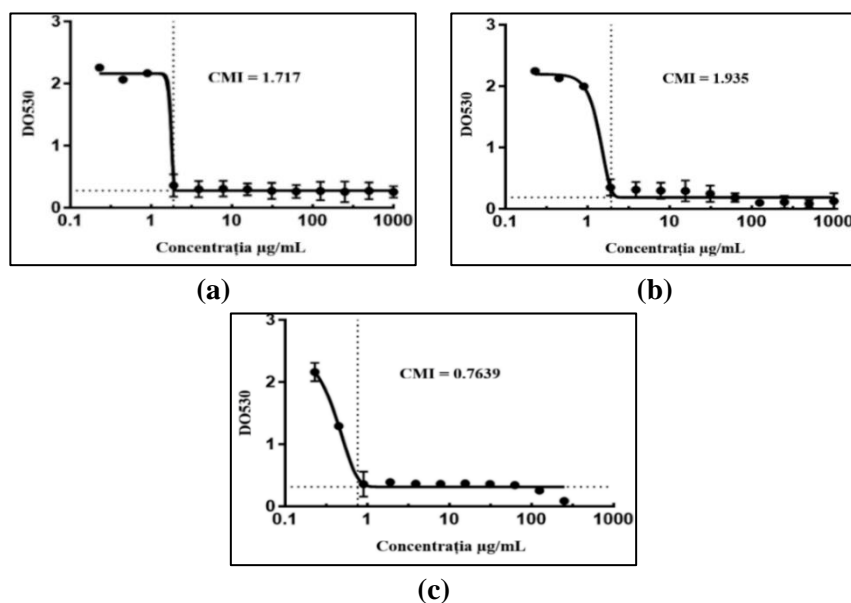 3
2
1
0
DO530
CMI = 1.717
0.1 1 10 100 1000
Concentrația µg/mL
(a)
3
2
1
0
DO530
CMI = 1.935
0.1 1 10 100 1000
Concentrația µg/mL
(b)
3
2
1
0
DO530
CMI = 0.7639
0.1 1 10 100 1000
Concentrația µg/mL
(c)